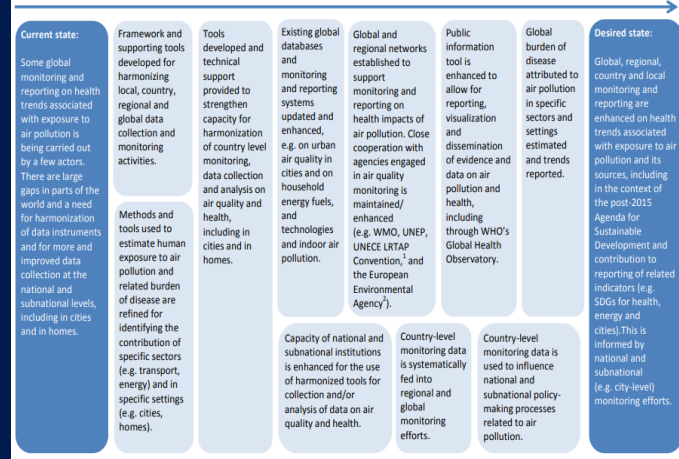 Current state:
Some global
monitoring and
reporting on health
trends associated
with exposure to
air pollution is
being carried out
by a few actors.
There are large
gaps in parts of the
world and a need
for harmonization
of data instruments
and for more and
improved data
collection at the
national and
subnational levels,
including in cities
and in homes.
Framework and
supporting tools
developed for
harmonizing
local, country,
regional and
global data
collection and
monitoring
activities.
Methods and
tools used to
estimate human
exposure to air
pollution and
related burden
of disease are
refined for
identifying the
contribution of
specific sectors
(e.g. transport,
energy) and in
specific settings
(e.g. cities,
homes).
Tools
developed and
technical
support
provided to
strengthen
capacity for
harmonization
of country level
monitoring,
data collection
and analysis on
air quality and
health,
including in
cities and in
homes.
Existing global
databases
and
monitoring
and reporting
systems
updated and
enhanced,
e.g. on urban
air quality in
cities and on
household
energy fuels,
and
technologies
and indoor air
pollution.
Global and
regional networks
established to
support
monitoring and
reporting on
health impacts of
air pollution. Close
cooperation with
agencies engaged
in air quality
monitoring is
maintained/
enhanced
(e.g. WMO, UNEP,
UNECE LRTAP
Convention,¹ and
the European
Environmental
Agency²).
Public
information
tool is
enhanced to
allow for
reporting,
visualization
and
dissemination
of evidence and
data on air
pollution and
health,
including
through WHO's
Global Health
Observatory.
Global
burden of
disease
attributed to
air pollution
in specific
sectors and
settings
estimated
and trends
reported.
Capacity of national and
subnational institutions
is enhanced for the use
of harmonized tools for
collection and/or
analysis of data on air
quality and health.
Country-level
monitoring data
is systematically
fed into
regional and
global
monitoring
efforts.
Country-level
monitoring data is
used to influence
national and
subnational policy-
making processes
related to air
pollution.
Desired state:
Global, regional,
country and local
monitoring and
reporting are
enhanced on health
trends associated
with exposure to air
pollution and its
sources, including
in the context of
the post-2015
Agenda for
Sustainable
Development and
contribution to
reporting of related
indicators (e.g.
SDGs for health,
energy and
cities).This is
informed by
national and
subnational
(e.g. city-level)
monitoring efforts.